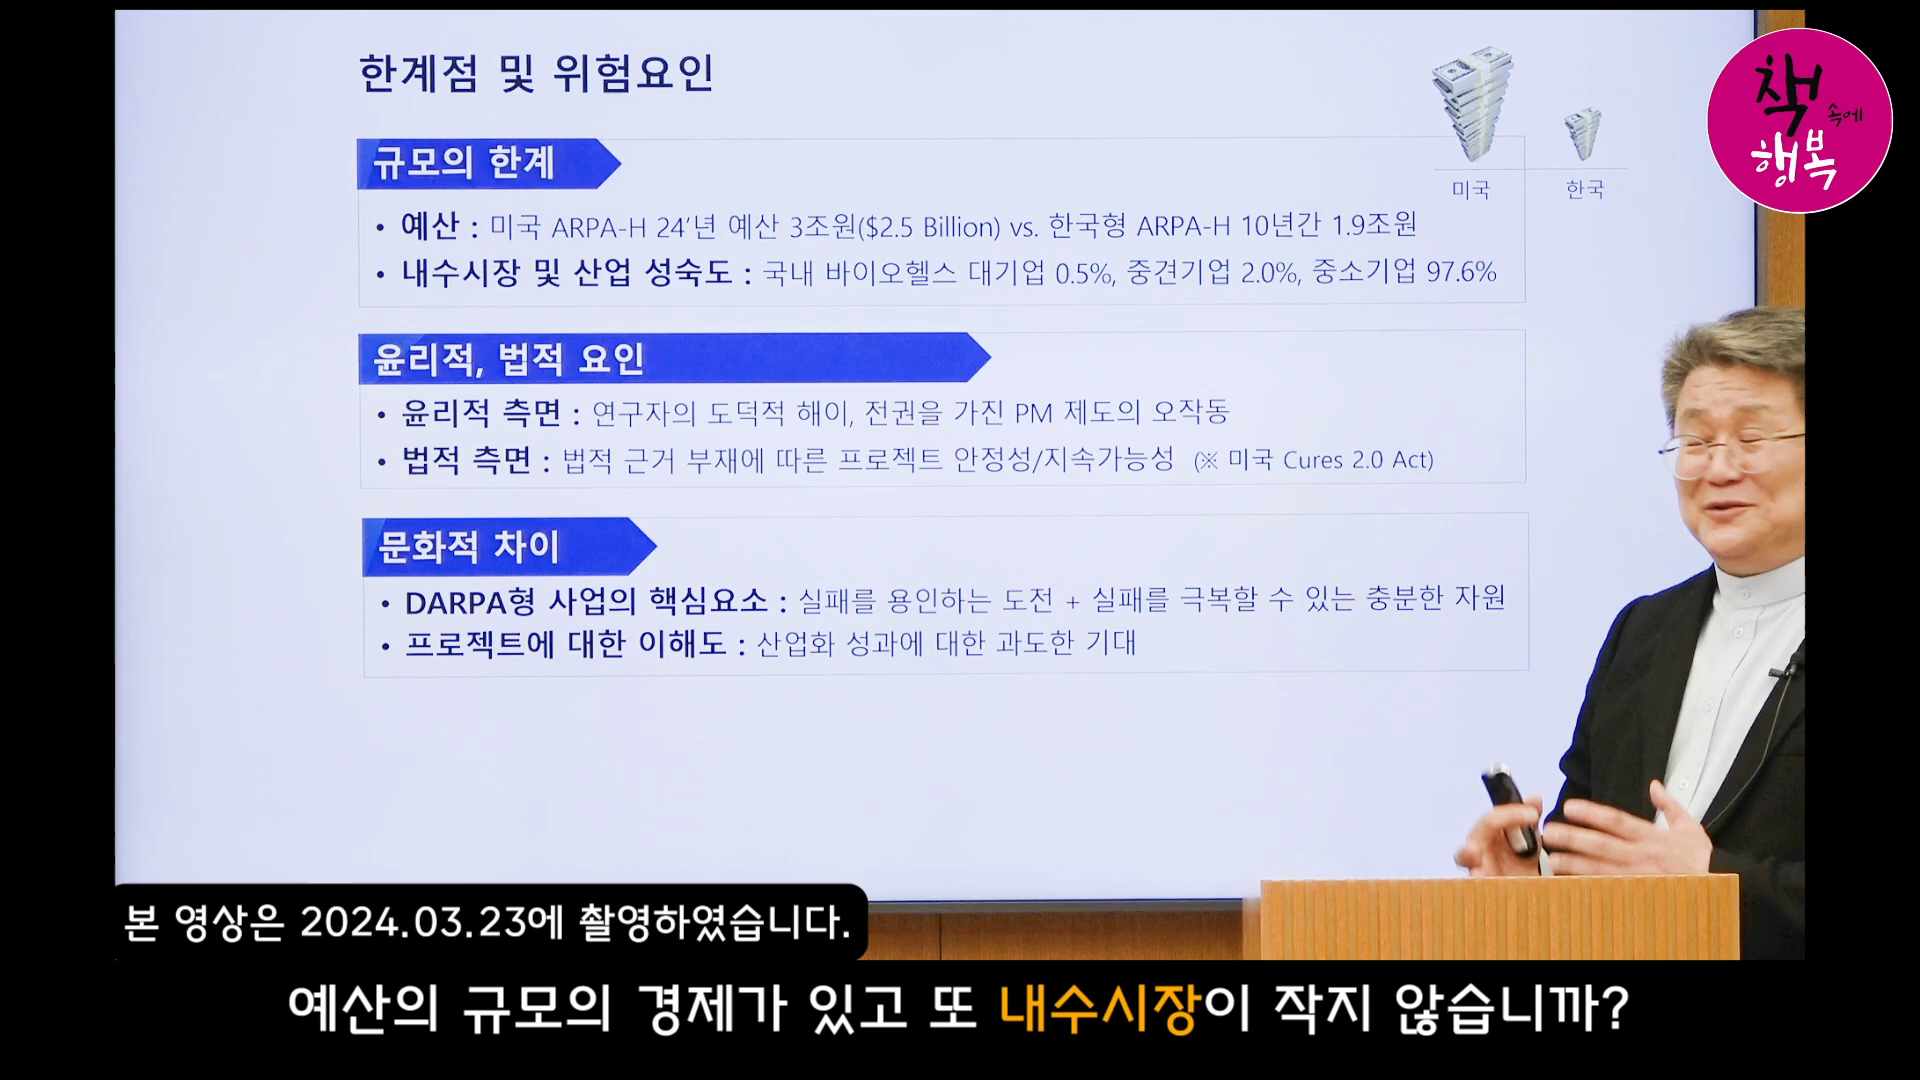 한계점 및 위험요인
미국
한국
책
속에
행복
규모의 한계
• 예산 : 미국 ARPA-H 24'년 예산 3조원($2.5 Billion) vs. 한국형 ARPA-H 10년간 1.9조원
• 내수시장 및 산업 성숙도 : 국내 바이오헬스 대기업 0.5%, 중견기업 2.0%, 중소기업 97.6%
윤리적, 법적 요인
• 윤리적 측면 : 연구자의 도덕적 해이, 전권을 가진 PM 제도의 오작동
• 법적 측면 : 법적 근거 부재에 따른 프로젝트 안정성/지속가능성 (※ 미국 Cures 2.0 Act)
문화적 차이
• DARPA형 사업의 핵심요소 : 실패를 용인하는 도전 + 실패를 극복할 수 있는 충분한 자원
• 프로젝트에 대한 이해도 : 산업화 성과에 대한 과도한 기대
본 영상은 2024.03.23에 촬영하였습니다.
예산의 규모의 경제가 있고 또 내수시장이 작지 않습니까?